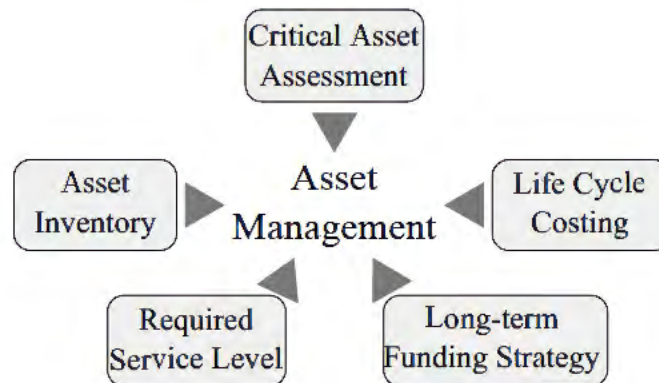 Critical Asset
Assessment
Asset
Inventory
Asset
Management
Life Cycle
Costing
Required
Service Level
Long-term
Funding Strategy